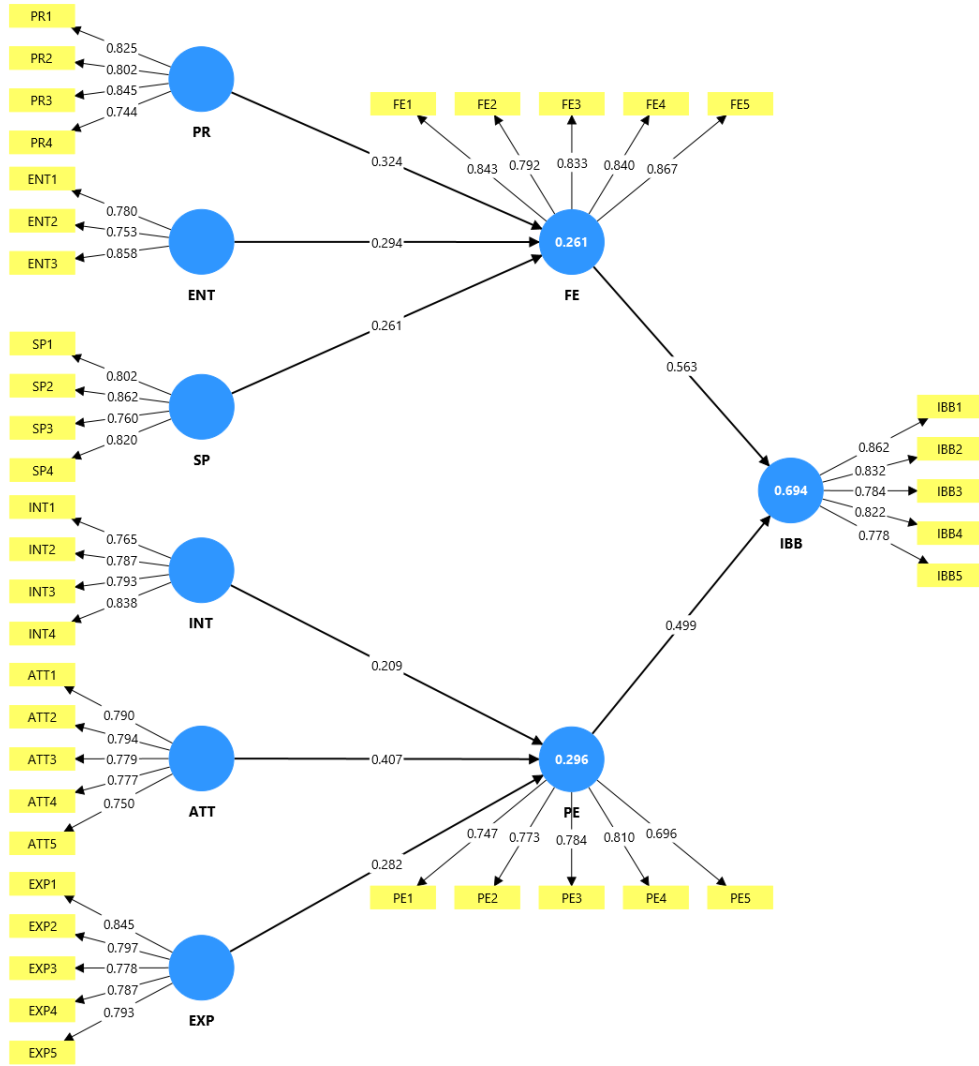 PR1
PR2
PR3
PR4
0.825
0.802
0.845
0.744
PR
ENT1
ENT2
ENT3
0.780
0.753
0.858
ENT
SP1
SP2
SP3
SP4
0.802
0.862
0.760
0.820
SP
INT1
INT2
INT3
INT4
0.765
0.787
0.793
0.838
INT
ATT1
ATT2
ATT3
ATT4
ATT5
0.790
0.794
0.779
0.777
0.750
ATT
EXP1
EXP2
EXP3
EXP4
EXP5
0.845
0.797
0.778
0.787
0.793
EXP
0.324
0.294
0.261
0.209
0.407
0.282
FE1 FE2 FE3 FE4 FE5
0.843 0.792 0.833 0.840 0.867
0.261
FE
0.563
0.499
0.296
PE
0.747 0.773 0.784 0.810 0.696
PE1 PE2 PE3 PE4 PE5
0.694
IBB
0.862
0.832
0.784
0.822
0.778
IBB1
IBB2
IBB3
IBB4
IBB5